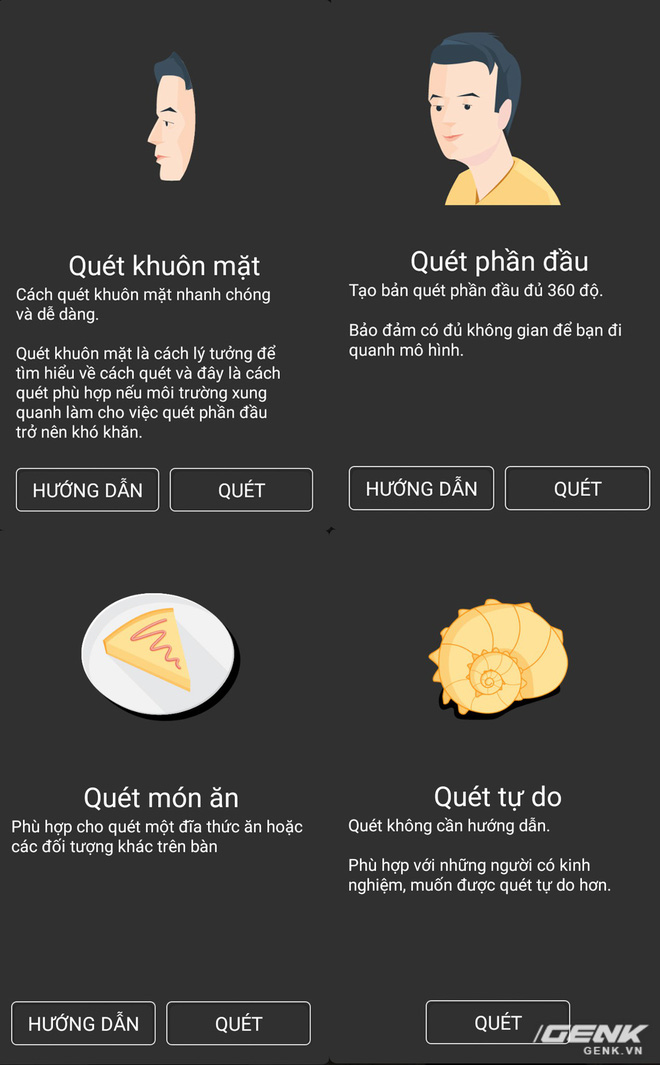 Quét khuôn mặt
Cách quét khuôn mặt nhanh chóng
và dễ dàng.
Quét khuôn mặt là cách lý tưởng để
tìm hiểu về cách quét và đây là cách
quét phù hợp nếu môi trường xung
quanh làm cho việc quét phần đầu
trở nên khó khăn.
HƯỚNG DẪN
QUÉT
Quét phần đầu
Tạo bản quét phần đầu đủ 360 độ.
Bảo đảm có đủ không gian để bạn đi
quanh mô hình.
HƯỚNG DẪN
QUÉT
Quét món ăn
Phù hợp cho quét một đĩa thức ăn hoặc
các đối tượng khác trên bàn
HƯỚNG DẪN
QUÉT
Quét tự do
Quét không cần hướng dẫn.
Phù hợp với những người có kinh
nghiệm, muốn được quét tự do hơn.
QUÉT
GENK
GENK.VN